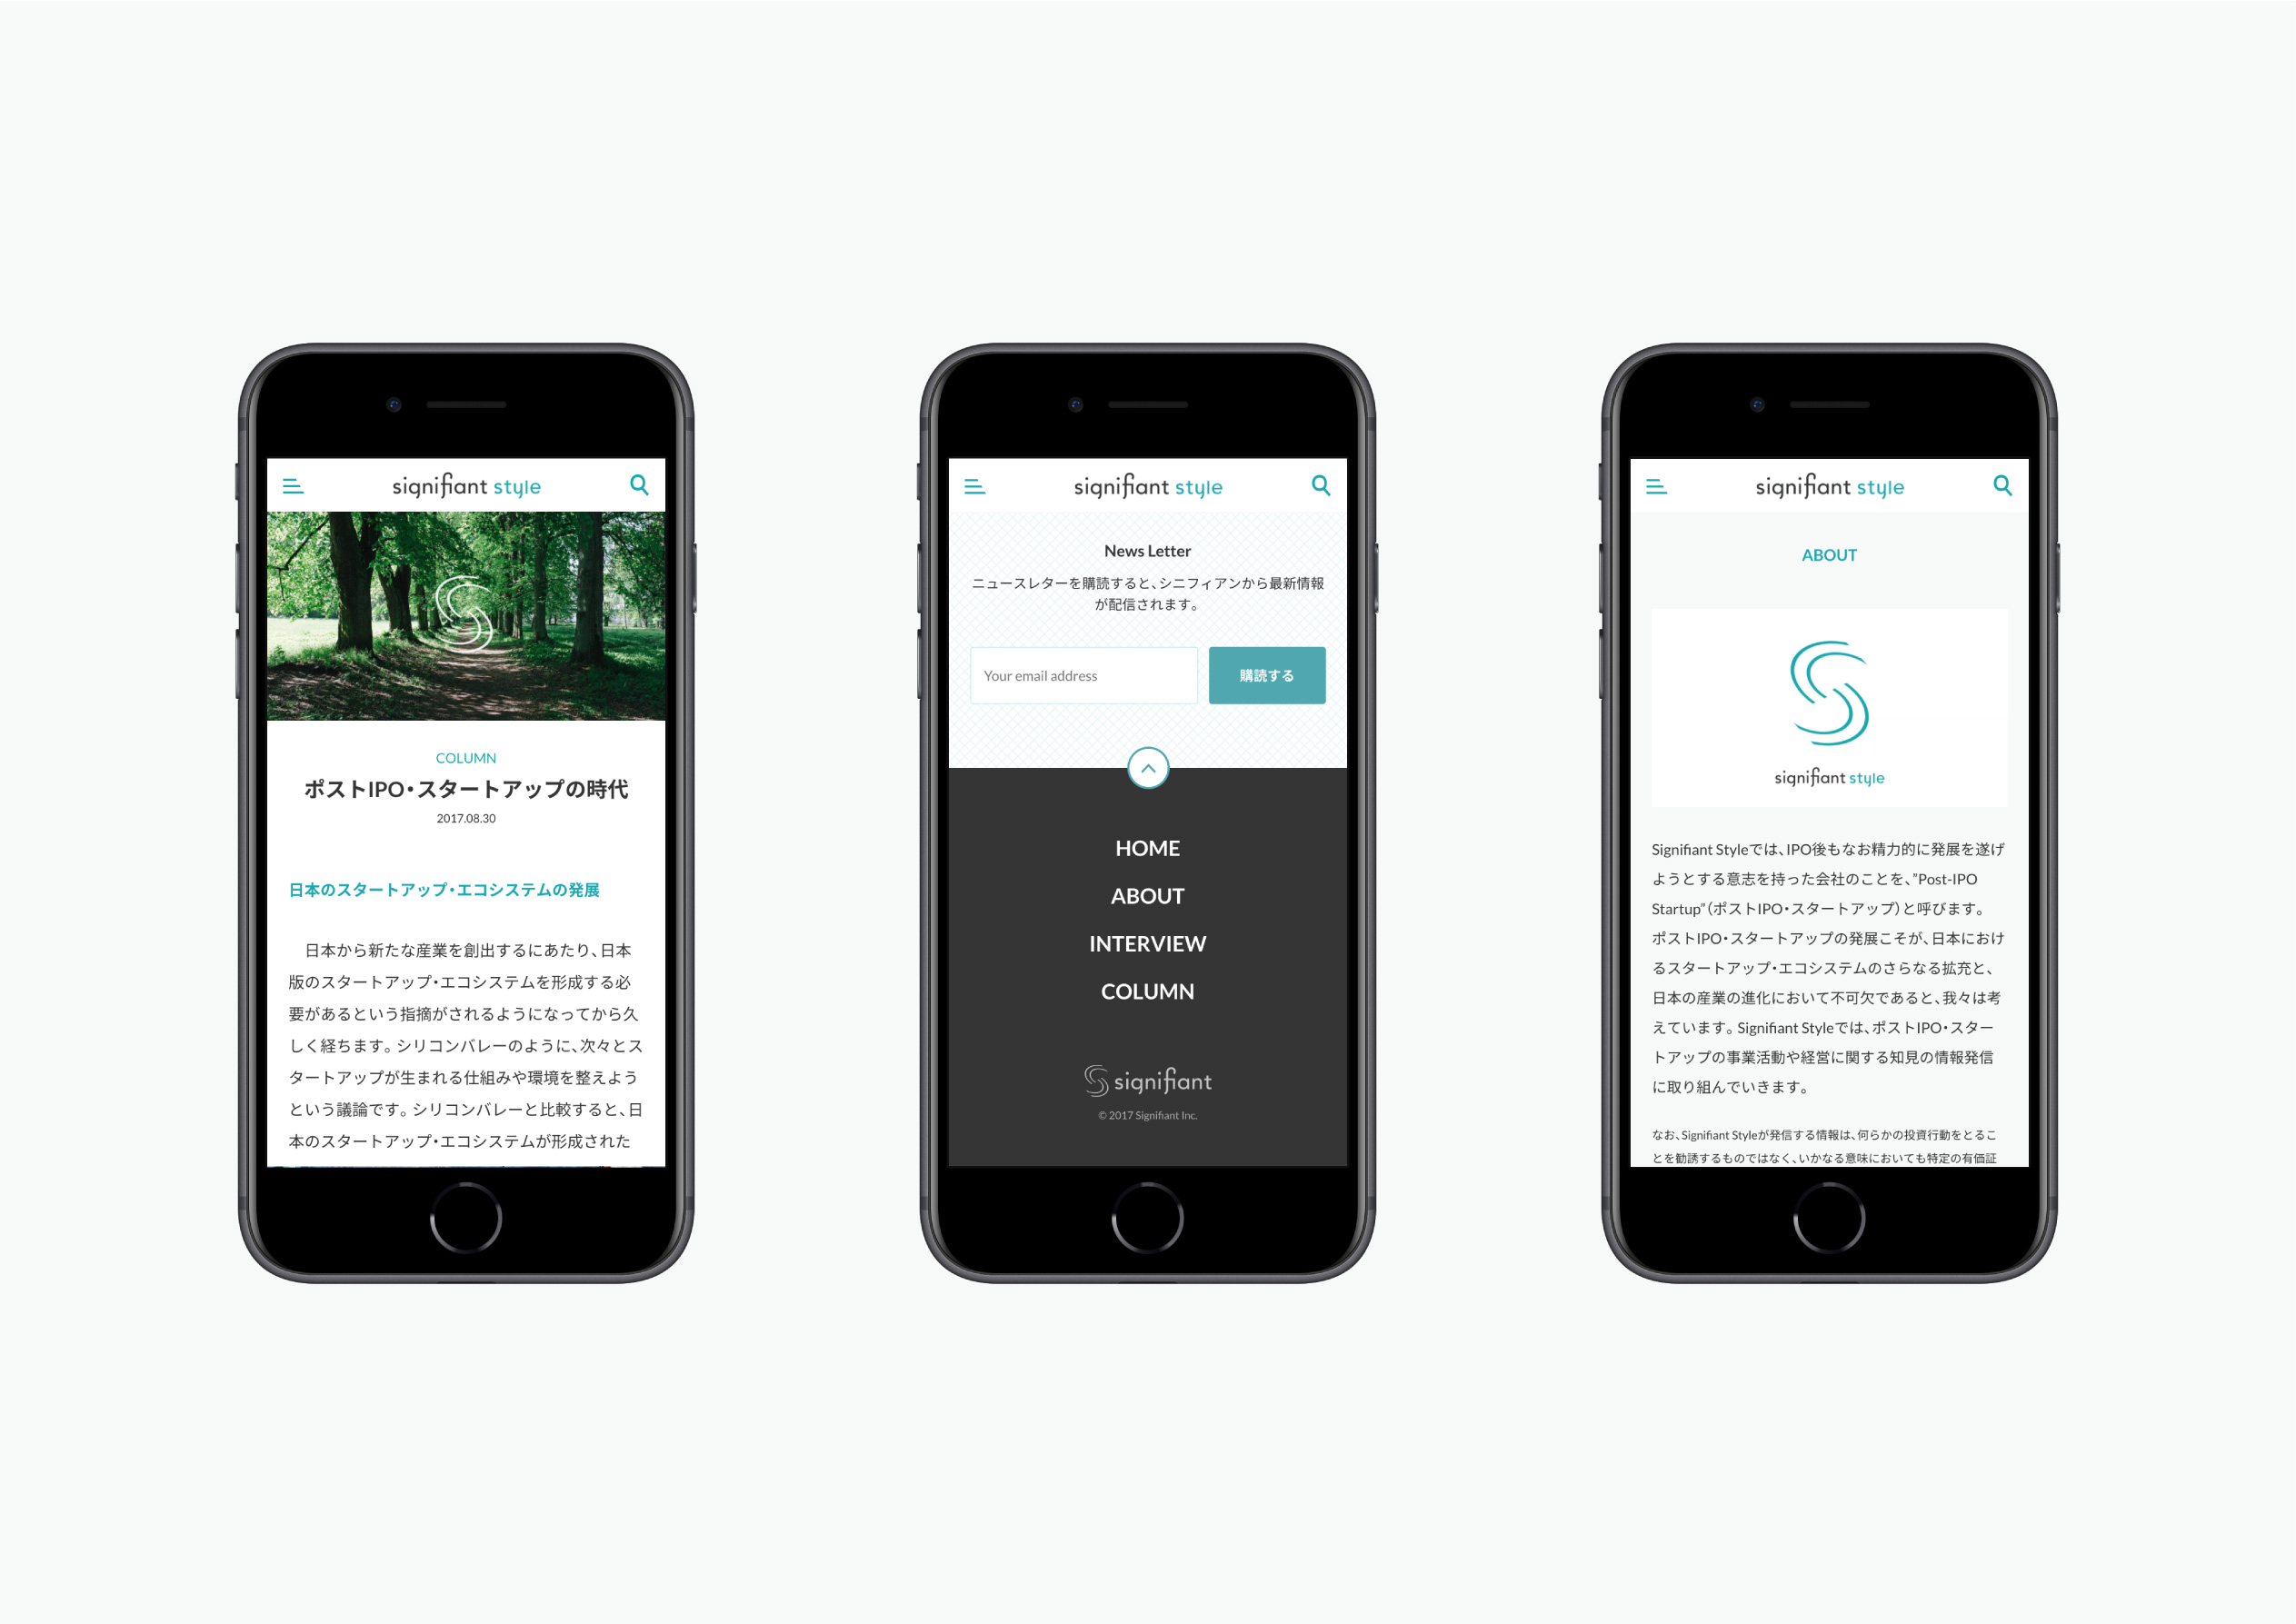 signifiant style
COLUMN
ポストIPO・スタートアップの時代
2017.08.30
日本のスタートアップ・エコシステムの発展
日本から新たな産業を創出するにあたり、日本
版のスタートアップ・エコシステムを形成する必
要があるという指摘がされるようになってから久
しく経ちます。シリコンバレーのように、次々とス
タートアップが生まれる仕組みや環境を整えよう
という議論です。シリコンバレーと比較すると、日
本のスタートアップ・エコシステムが形成された
signifiant style
News Letter
ニュースレターを購読すると、シニフィアンから最新情報
が配信されます。
Your email address
購読する
HOME
ABOUT
INTERVIEW
COLUMN
signifiant
© 2017 Signifiant Inc.
signifiant style
ABOUT
signifiant style
Signifiant Styleでは、IPO後もなお精力的に発展を遂げ
ようとする意志を持った会社のことを、”Post-IPO
Startup”（ポストIPO・スタートアップ）と呼びます。
ポストIPO・スタートアップの発展こそが、日本におけ
るスタートアップ・エコシステムのさらなる拡充と、
日本の産業の進化において不可欠であると、我々は考
えています。Signifiant Styleでは、ポストIPO・スター
トアップの事業活動や経営に関する知見の情報発信
に取り組んでいきます。
なお、Signifiant Styleが発信する情報は、何らかの投資行動をとるこ
とを勧誘するものではなく、いかなる意味においても特定の有価証